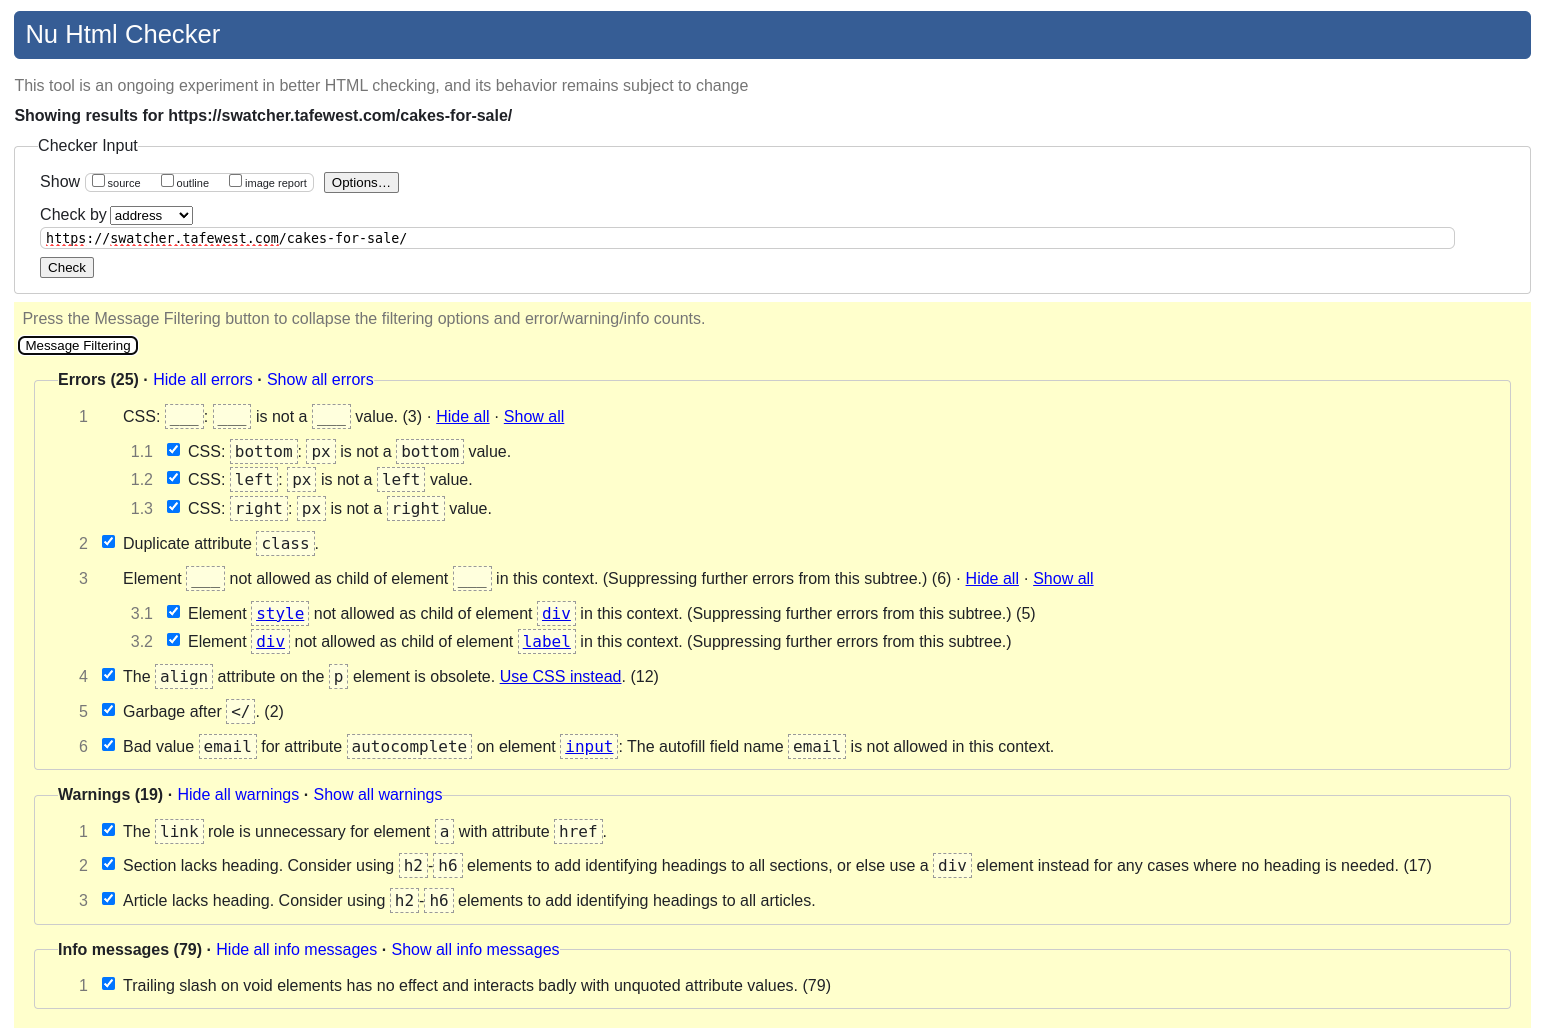 Nu Html Checker
This tool is an ongoing experiment in better HTML checking, and its behavior remains subject to change
Showing results for https://swatcher.tafewest.com/cakes-for-sale/
Checker Input
Show source outline image report Options…
Check by address
https://swatcher.tafewest.com/cakes-for-sale/
Check
Press the Message Filtering button to collapse the filtering options and error/warning/info counts.
Message Filtering
Errors (25) · Hide all errors · Show all errors
1 CSS: ___: ___ is not a ___ value. (3) · Hide all · Show all
1.1 CSS: bottom: px is not a bottom value.
1.2 CSS: left: px is not a left value.
1.3 CSS: right: px is not a right value.
2 Duplicate attribute class.
3 Element ___ not allowed as child of element ___ in this context. (Suppressing further errors from this subtree.) (6) · Hide all · Show all
3.1 Element style not allowed as child of element div in this context. (Suppressing further errors from this subtree.) (5)
3.2 Element div not allowed as child of element label in this context. (Suppressing further errors from this subtree.)
4 The align attribute on the p element is obsolete. Use CSS instead. (12)
5 Garbage after </. (2)
6 Bad value email for attribute autocomplete on element input: The autofill field name email is not allowed in this context.
Warnings (19) · Hide all warnings · Show all warnings
1 The link role is unnecessary for element a with attribute href.
2 Section lacks heading. Consider using h2-h6 elements to add identifying headings to all sections, or else use a div element instead for any cases where no heading is needed. (17)
3 Article lacks heading. Consider using h2-h6 elements to add identifying headings to all articles.
Info messages (79) · Hide all info messages · Show all info messages
1 Trailing slash on void elements has no effect and interacts badly with unquoted attribute values. (79)